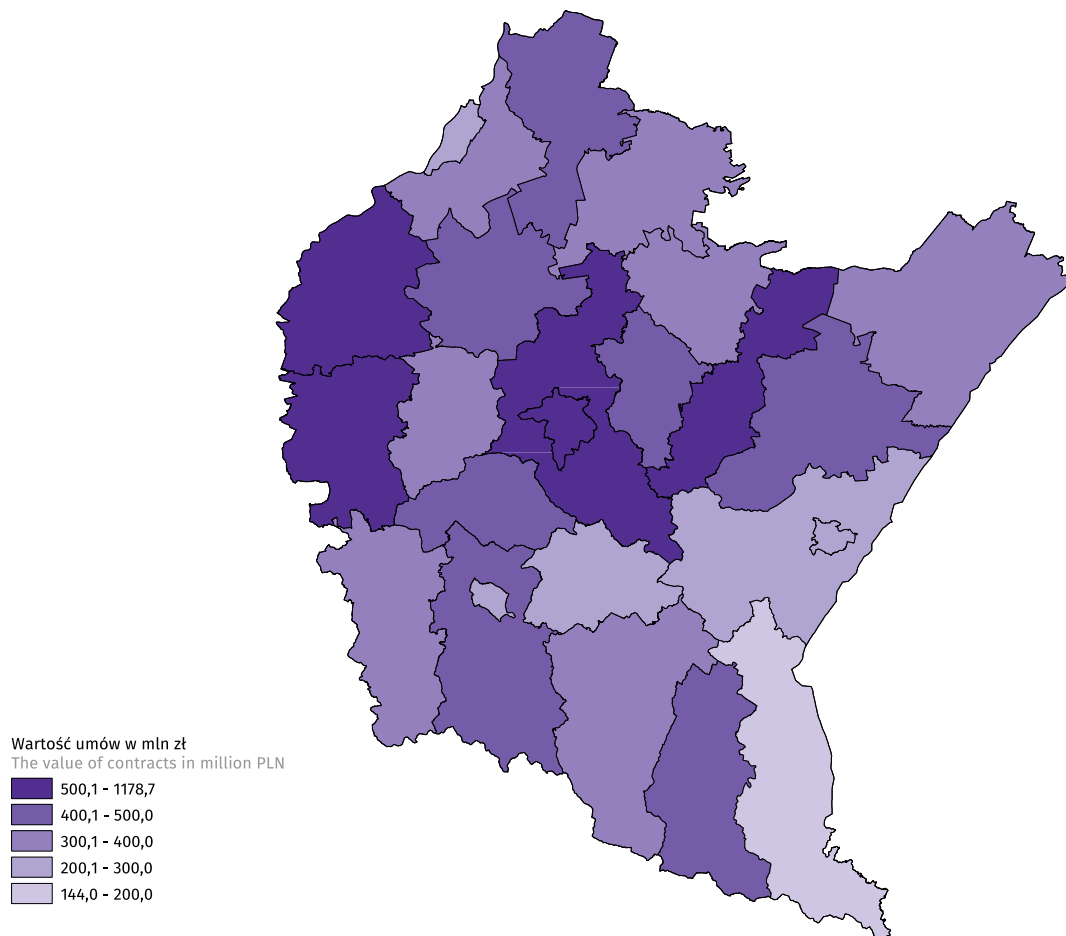 Wartość umów w mln zł
The value of contracts in million PLN
500,1 - 1178,7
400,1 - 500,0
300,1 - 400,0
200,1 - 300,0
144,0 - 200,0